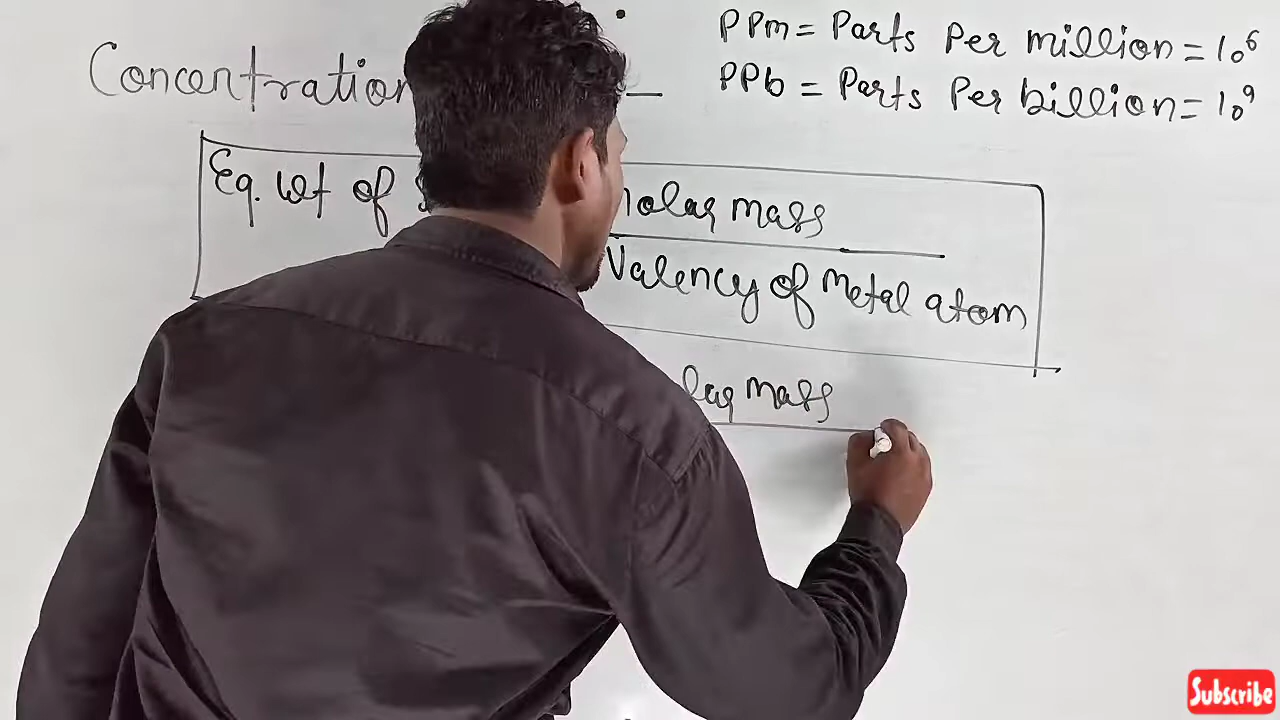 PPm = Parts Per million = 10⁶
Concentration
PPb = Parts Per billion = 10⁹
Eq. wt of
molar mass
Valency of Metal atom
mass
Subscribe